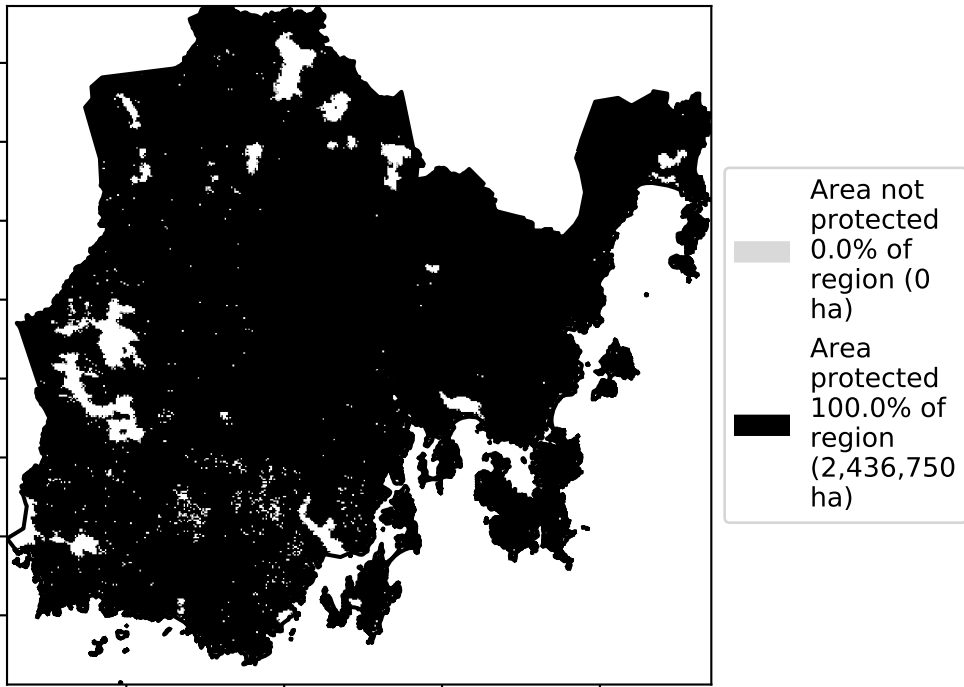 Area not
protected
0.0% of
region (0
ha)
Area
protected
100.0% of
region
(2,436,750
ha)